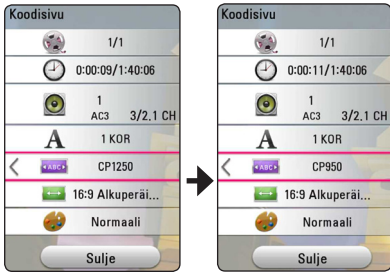 Koodisivu
1/1
0:00:09/1:40:06
1
AC3 3/2.1 CH
A 1 KOR
ABC CP1250
16:9 Alkuperäi...
Normaali
Sulje
Koodisivu
1/1
0:00:11/1:40:06
1
AC3 3/2.1 CH
A 1 KOR
ABC CP950
16:9 Alkuperäi...
Normaali
Sulje